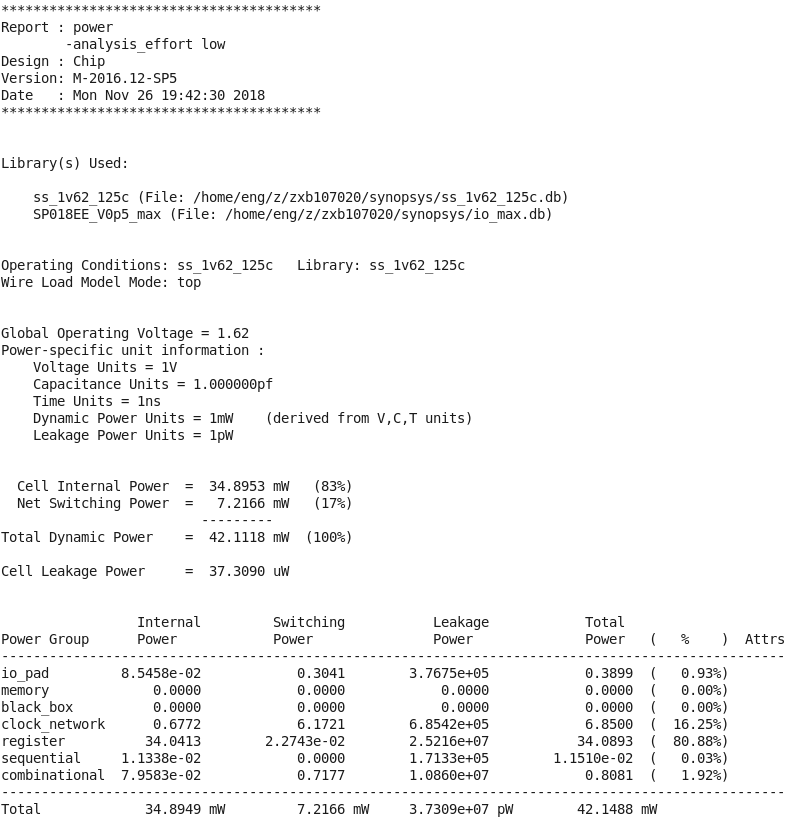 ****************************************
Report : power
        -analysis_effort low
Design : Chip
Version: M-2016.12-SP5
Date   : Mon Nov 26 19:42:30 2018
****************************************
Library(s) Used:
    ss_1v62_125c (File: /home/eng/z/zxb107020/synopsys/ss_1v62_125c.db)
    SP018EE_V0p5_max (File: /home/eng/z/zxb107020/synopsys/io_max.db)
Operating Conditions: ss_1v62_125c   Library: ss_1v62_125c
Wire Load Model Mode: top
Global Operating Voltage = 1.62
Power-specific unit information :
    Voltage Units = 1V
    Capacitance Units = 1.000000pf
    Time Units = 1ns
    Dynamic Power Units = 1mW    (derived from V,C,T units)
    Leakage Power Units = 1pW
  Cell Internal Power  =  34.8953 mW   (83%)
  Net Switching Power  =   7.2166 mW   (17%)
                         ---------
Total Dynamic Power    =  42.1118 mW  (100%)
Cell Leakage Power     =  37.3090 uW
                 Internal         Switching           Leakage            Total
Power Group      Power            Power               Power              Power   (   %    )  Attrs
--------------------------------------------------------------------------------------------------
io_pad         8.5458e-02            0.3041        3.7675e+05            0.3899  (   0.93%)
memory             0.0000            0.0000            0.0000            0.0000  (   0.00%)
black_box          0.0000            0.0000            0.0000            0.0000  (   0.00%)
clock_network      0.6772            6.1721        6.8542e+05            6.8500  (  16.25%)
register          34.0413        2.2743e-02        2.5216e+07           34.0893  (  80.88%)
sequential     1.1338e-02            0.0000        1.7133e+05        1.1510e-02  (   0.03%)
combinational  7.9583e-02            0.7177        1.0860e+07            0.8081  (   1.92%)
--------------------------------------------------------------------------------------------------
Total             34.8949 mW         7.2166 mW     3.7309e+07 pW        42.1488 mW